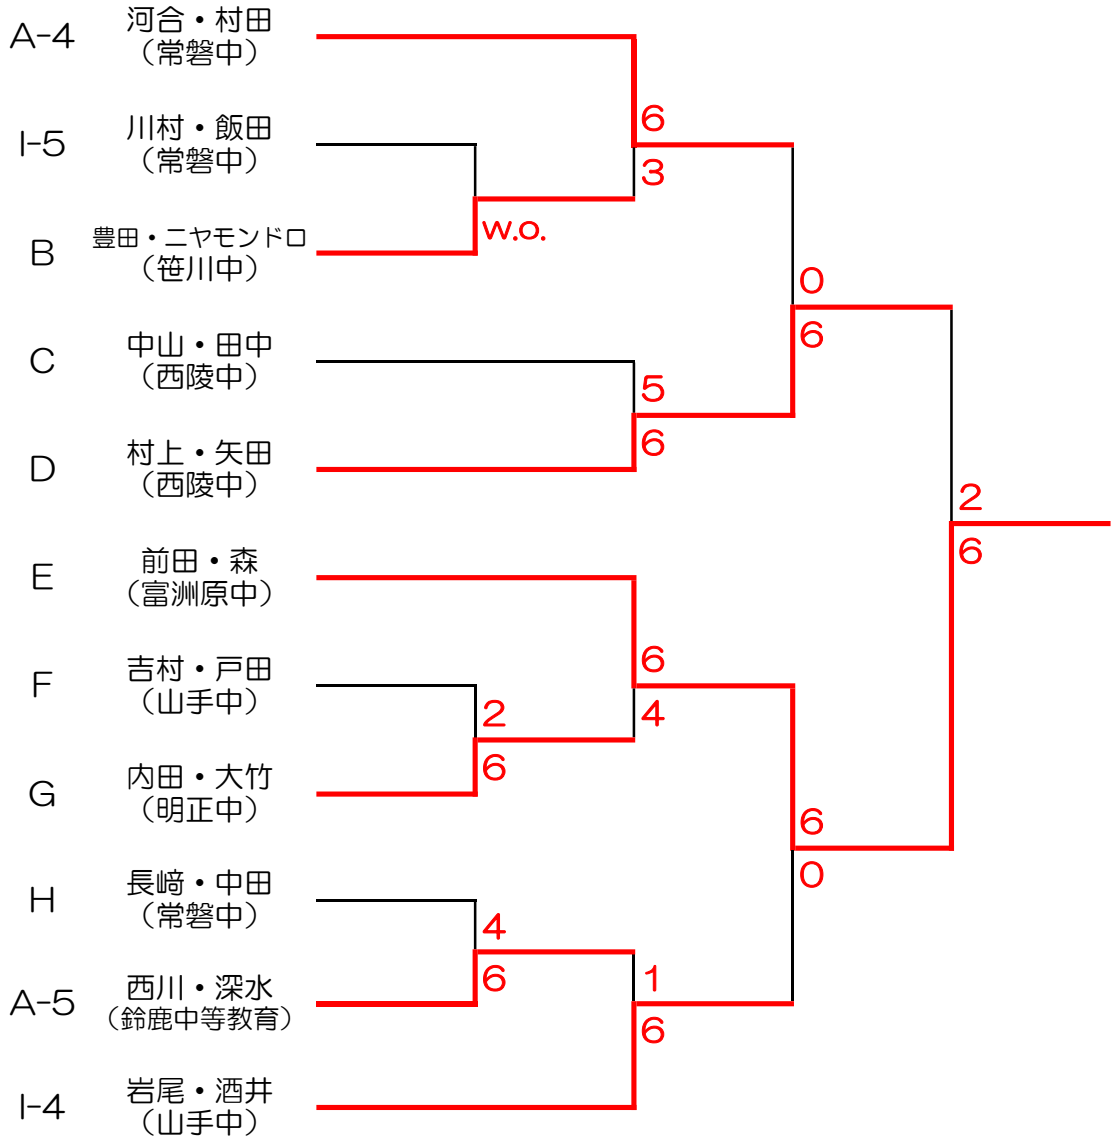 A-4
河合・村田
（常磐中）
6
I-5
川村・飯田
（常磐中）
3
w.o.
B
豊田・ニヤモンドロ
（笹川中）
0
6
C
中山・田中
（西陵中）
5
6
D
村上・矢田
（西陵中）
2
6
E
前田・森
（富洲原中）
6
F
吉村・戸田
（山手中）
4
2
6
G
内田・大竹
（明正中）
6
0
H
長﨑・中田
（常磐中）
4
6
A-5
西川・深水
（鈴鹿中等教育）
1
6
I-4
岩尾・酒井
（山手中）